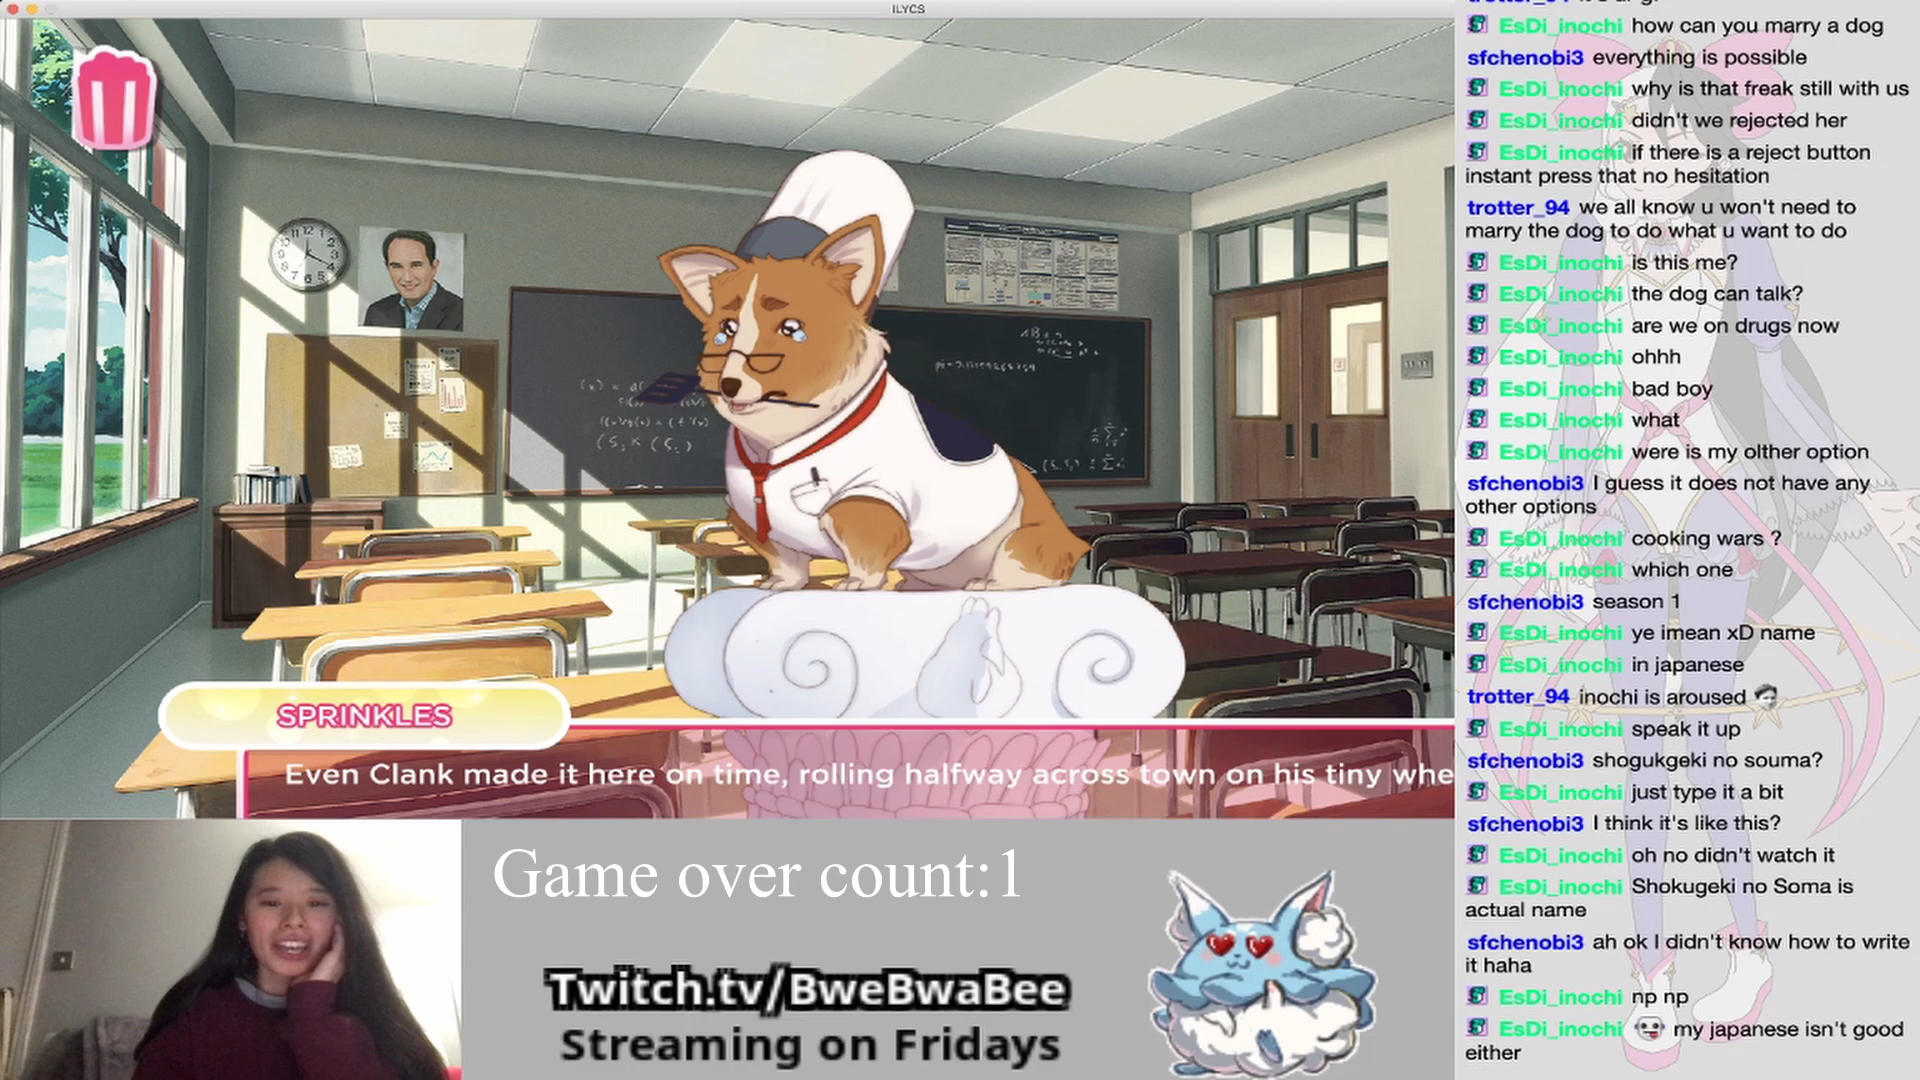 ILYCS
SPRINKLES
Even Clank made it here on time, rolling halfway across town on his tiny whe
Game over count:1
Twitch.tv/BweBwaBee
Streaming on Fridays
EsDi_inochi how can you marry a dog
sfchenobi3 everything is possible
EsDi_inochi why is that freak still with us
EsDi_inochi didn't we rejected her
EsDi_inochi if there is a reject button
instant press that no hesitation
trotter_94 we all know u won't need to
marry the dog to do what u want to do
EsDi_inochi is this me?
EsDi_inochi the dog can talk?
EsDi_inochi are we on drugs now
EsDi_inochi ohhh
EsDi_inochi bad boy
EsDi_inochi what
EsDi_inochi were is my olther option
sfchenobi3 I guess it does not have any
other options
EsDi_inochi cooking wars ?
EsDi_inochi which one
sfchenobi3 season 1
EsDi_inochi ye imean xD name
EsDi_inochi in japanese
trotter_94 inochi is aroused
EsDi_inochi speak it up
sfchenobi3 shogukgeki no souma?
EsDi_inochi just type it a bit
sfchenobi3 I think it's like this?
EsDi_inochi oh no didn't watch it
EsDi_inochi Shokugeki no Soma is
actual name
sfchenobi3 ah ok I didn't know how to write
it haha
EsDi_inochi np np
EsDi_inochi my japanese isn't good
either